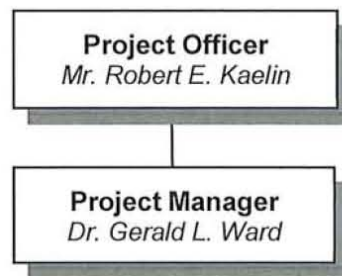 Project Officer
Mr. Robert E. Kaelin
Project Manager
Dr. Gerald L. Ward